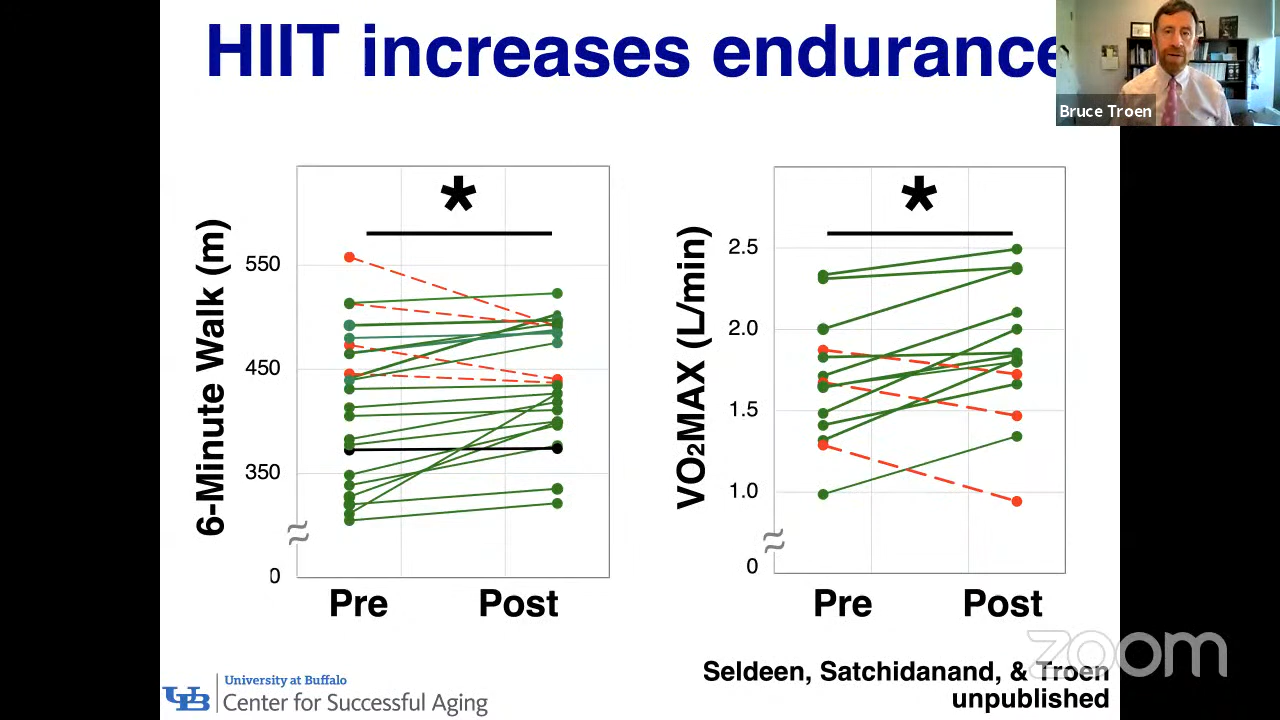 HIIT increases endurance
Bruce Troen
*
*
6-Minute Walk (m)
550
450
350
0
Pre
Post
VO2MAX (L/min)
2.5
2.0
1.5
1.0
0
Pre
Post
zoom
Seldeen, Satchidanand, & Troen
unpublished
UB
University at Buffalo
Center for Successful Aging